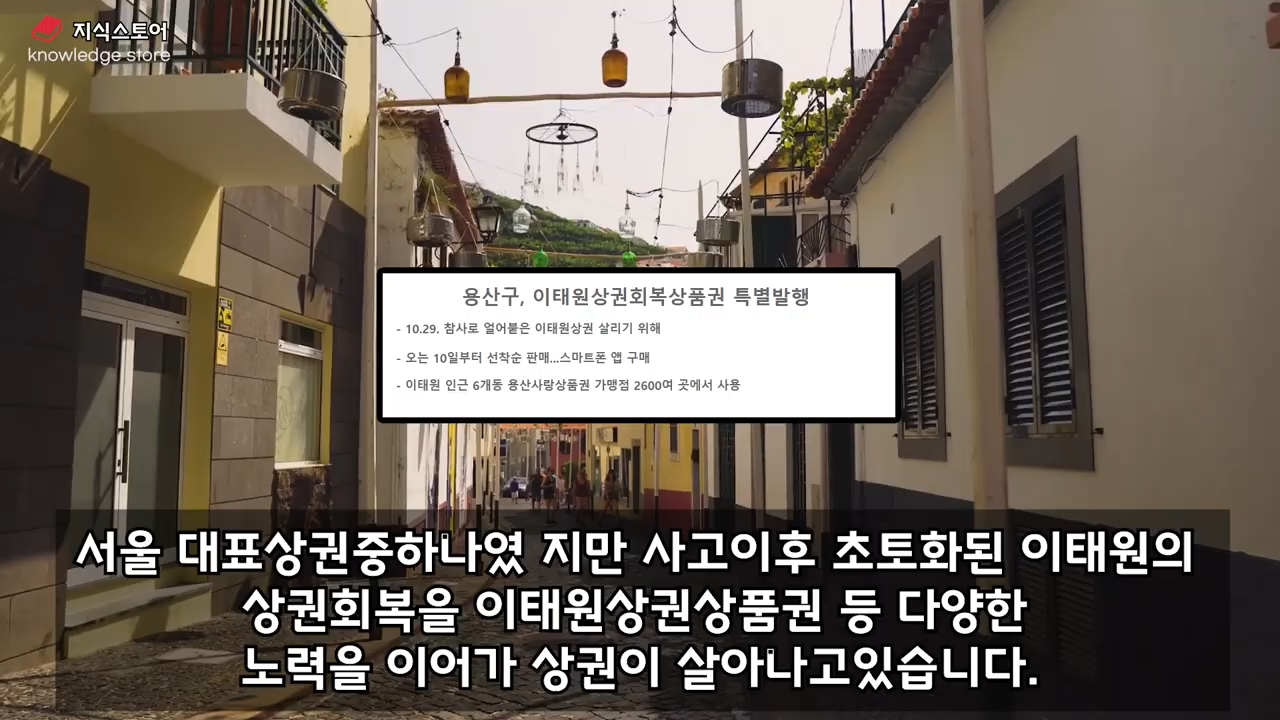 지식스토어
knowledge store
용산구, 이태원상권회복상품권 특별발행
- 10.29. 참사로 얼어붙은 이태원상권 살리기 위해
- 오는 10일부터 선착순 판매...스마트폰 앱 구매
- 이태원 인근 6개동 용산사랑상품권 가맹점 2600여 곳에서 사용
서울 대표상권중하나였 지만 사고이후 초토화된 이태원의
상권회복을 이태원상권상품권 등 다양한
노력을 이어가 상권이 살아나고있습니다.